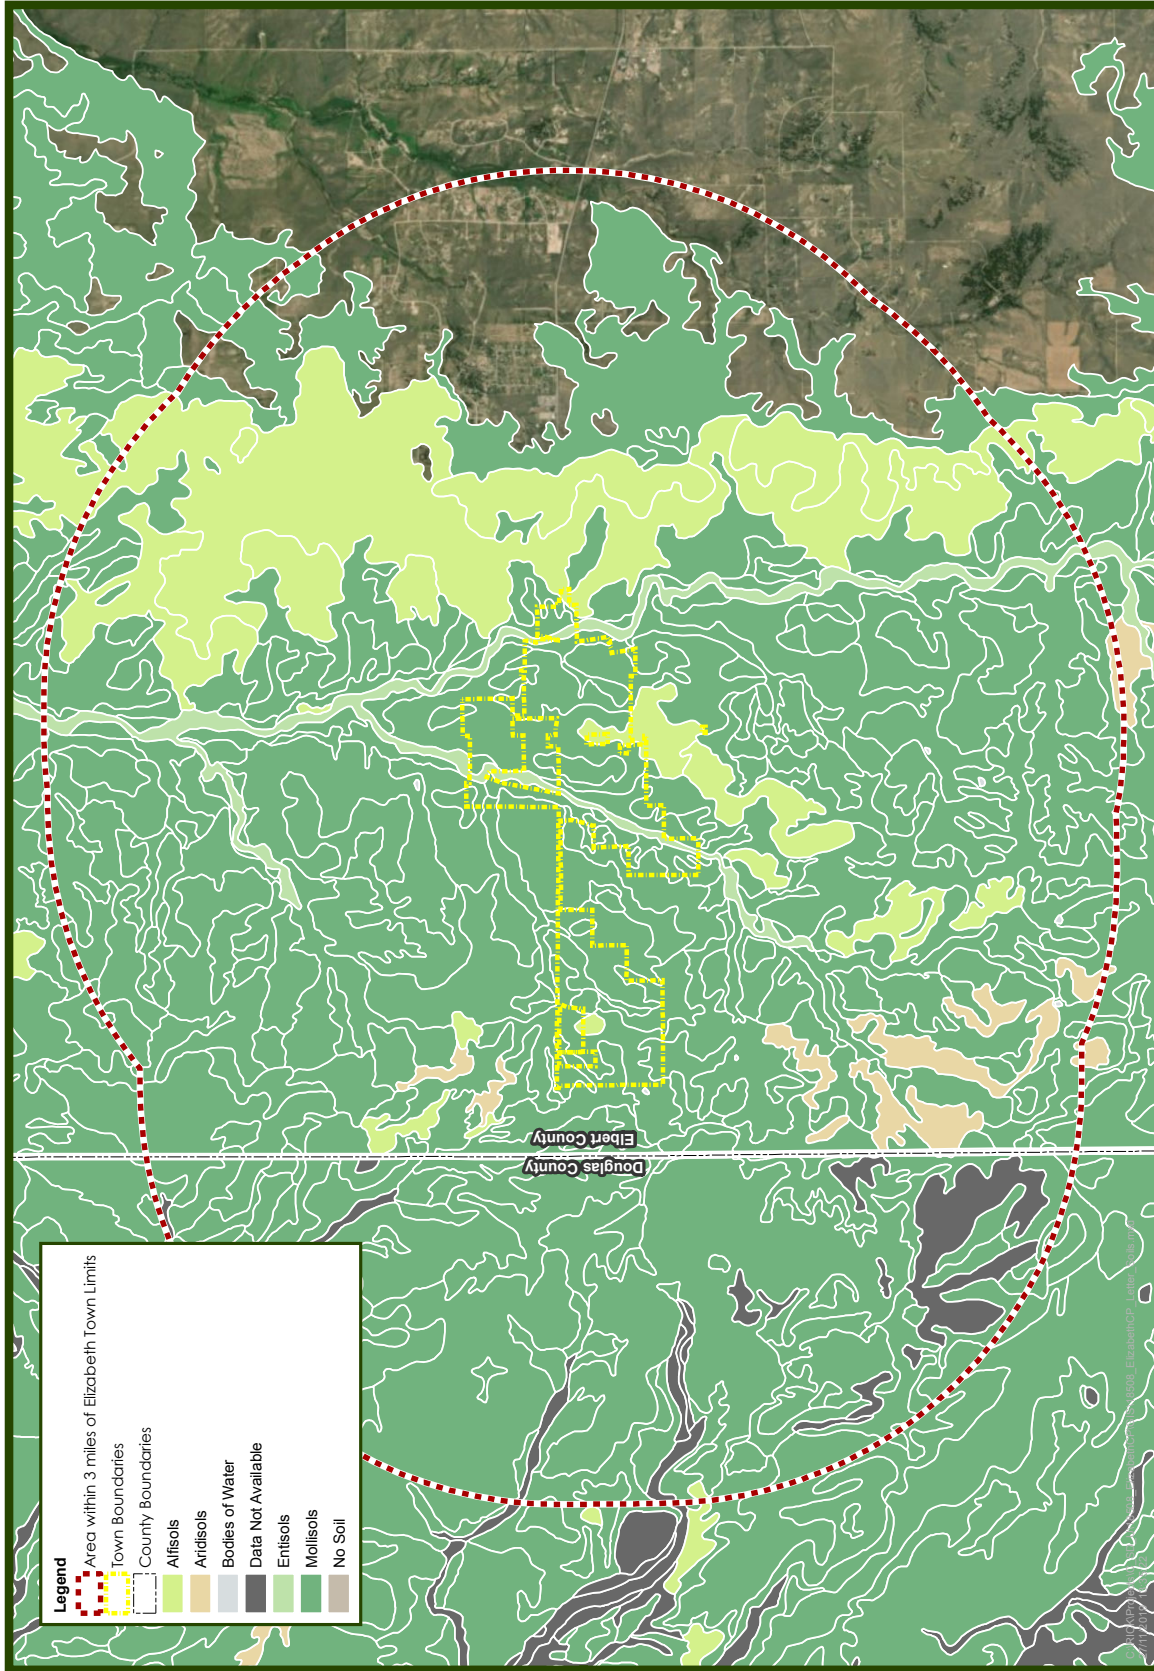 Legend
Area within 3 miles of Elizabeth Town Limits
Town Boundaries
County Boundaries
Alfisols
Aridisols
Bodies of Water
Data Not Available
Entisols
Mollisols
No Soil
Douglas County
Elbert County